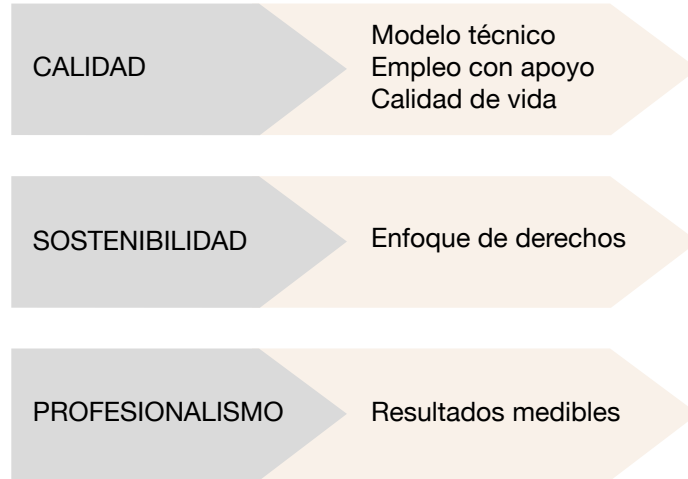 CALIDAD
Modelo técnico
Empleo con apoyo
Calidad de vida
SOSTENIBILIDAD
Enfoque de derechos
PROFESIONALISMO
Resultados medibles